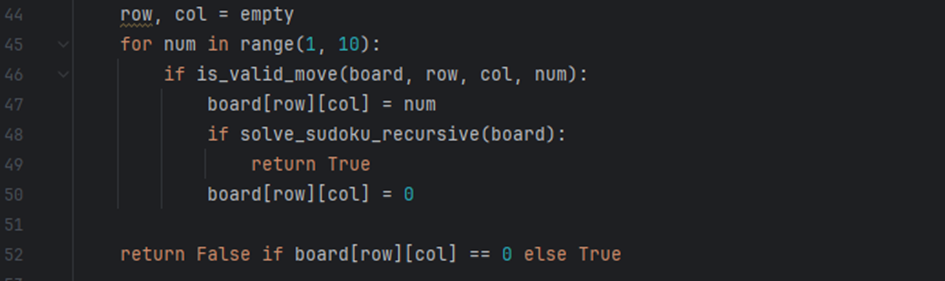 44 row, col = empty
45 for num in range(1, 10):
46 if is_valid_move(board, row, col, num):
47 board[row][col] = num
48 if solve_sudoku_recursive(board):
49 return True
50 board[row][col] = 0
51
52 return False if board[row][col] == 0 else True